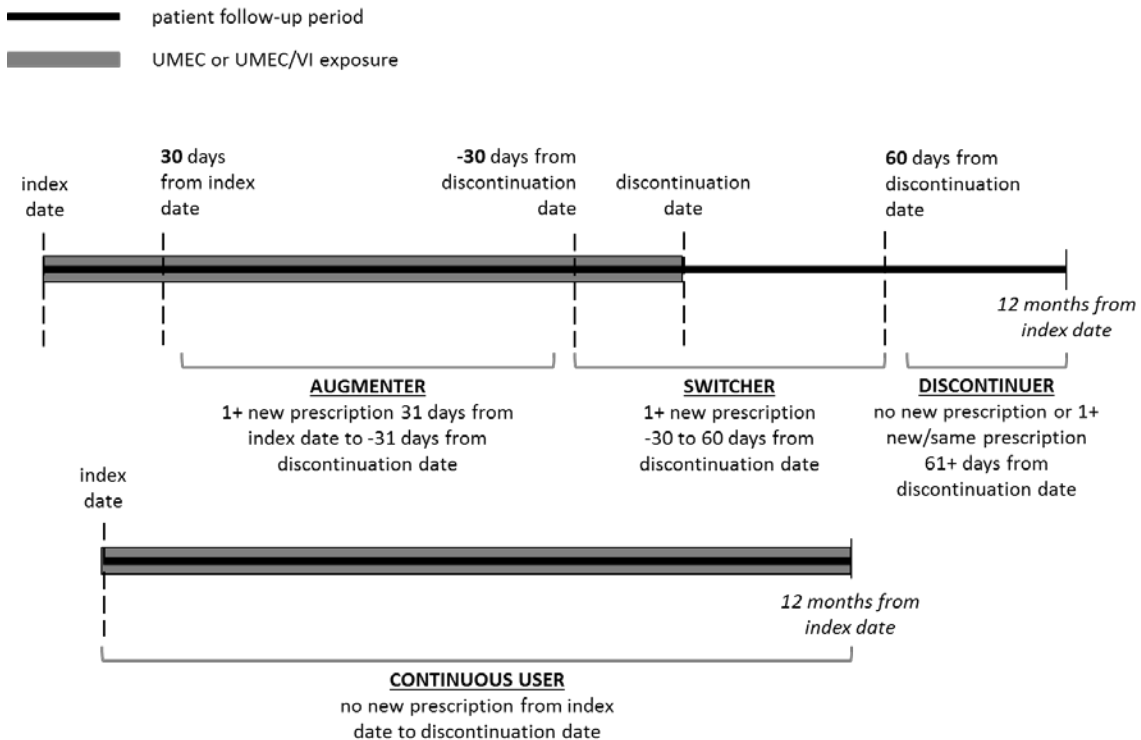 patient follow-up period
UMEC or UMEC/VI exposure
index
date
30 days
from index
date
-30 days from
discontinuation
date
discontinuation
date
60 days from
discontinuation
date
12 months from
index date
AUGMENTER
1+ new prescription 31 days from
index date to -31 days from
discontinuation date
SWITCHER
1+ new prescription
-30 to 60 days from
discontinuation date
DISCONTINUER
no new prescription or 1+
new/same prescription
61+ days from
discontinuation date
index
date
12 months from
index date
CONTINUOUS USER
no new prescription from index
date to discontinuation date